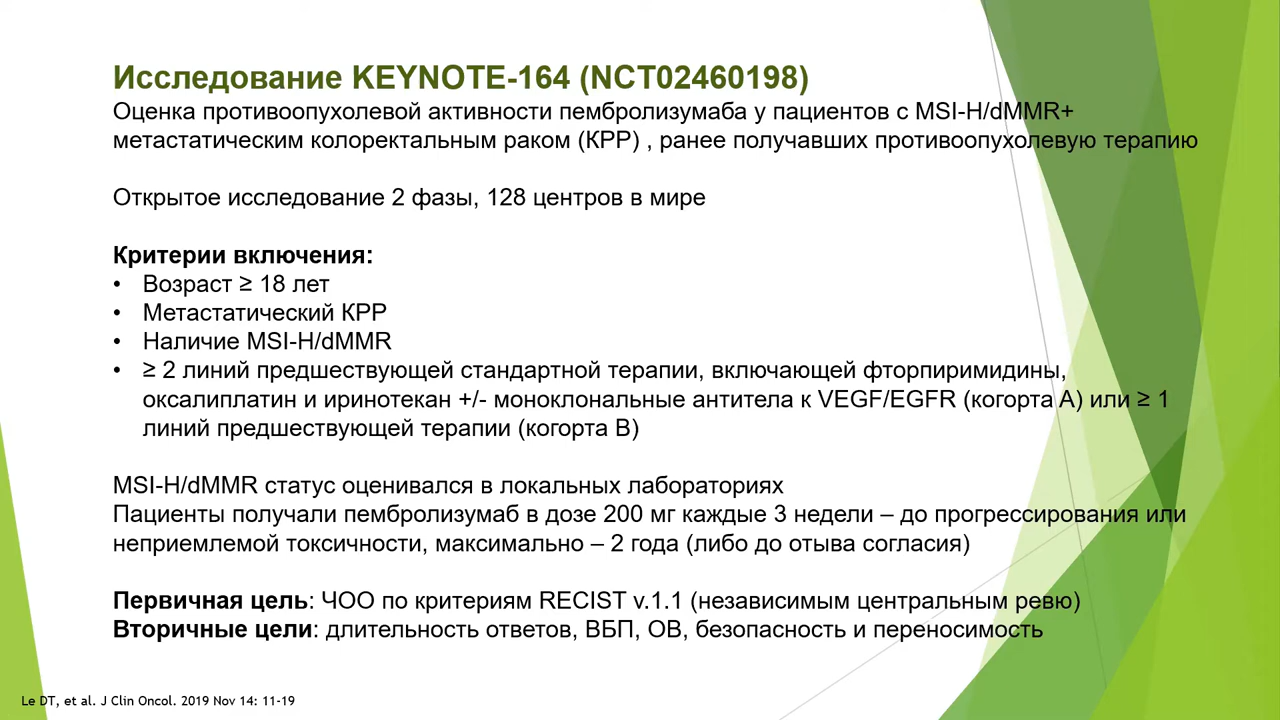 Исследование KEYNOTE-164 (NCT02460198)
Оценка противоопухолевой активности пембролизумаба у пациентов с MSI-H/dMMR+
метастатическим колоректальным раком (КРР) , ранее получавших противоопухолевую терапию
Открытое исследование 2 фазы, 128 центров в мире
Критерии включения:
• Возраст ≥ 18 лет
• Метастатический КРР
• Наличие MSI-H/dMMR
• ≥ 2 линий предшествующей стандартной терапии, включающей фторпиримидины,
оксалиплатин и иринотекан +/- моноклональные антитела к VEGF/EGFR (когорта A) или ≥ 1
линий предшествующей терапии (когорта B)
MSI-H/dMMR статус оценивался в локальных лабораториях
Пациенты получали пембролизумаб в дозе 200 мг каждые 3 недели – до прогрессирования или
неприемлемой токсичности, максимально – 2 года (либо до отыва согласия)
Первичная цель: ЧОО по критериям RECIST v.1.1 (независимым центральным ревю)
Вторичные цели: длительность ответов, ВБП, ОВ, безопасность и переносимость
Le DT, et al. J Clin Oncol. 2019 Nov 14: 11-19